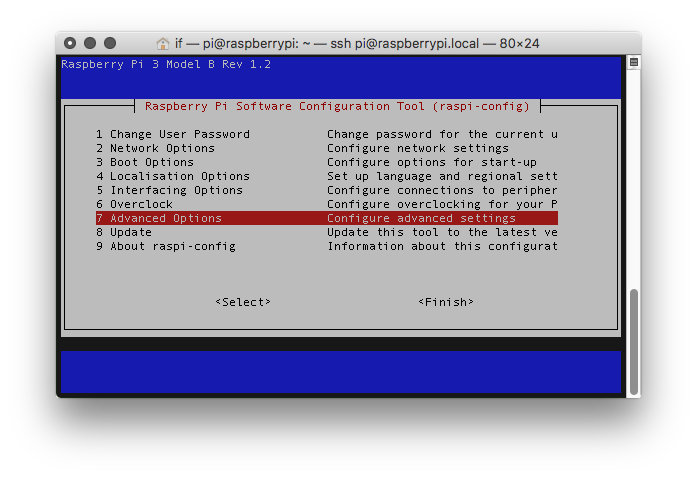 if — pi@raspberrypi: ~ — ssh pi@raspberrypi.local — 80×24
Raspberry Pi 3 Model B Rev 1.2
Raspberry Pi Software Configuration Tool (raspi-config)
1 Change User Password Change password for the current u
2 Network Options Configure network settings
3 Boot Options Configure options for start-up
4 Localisation Options Set up language and regional sett
5 Interfacing Options Configure connections to peripher
6 Overclock Configure overclocking for your P
7 Advanced Options Configure advanced settings
8 Update Update this tool to the latest ve
9 About raspi-config Information about this configurat
<Select> <Finish>